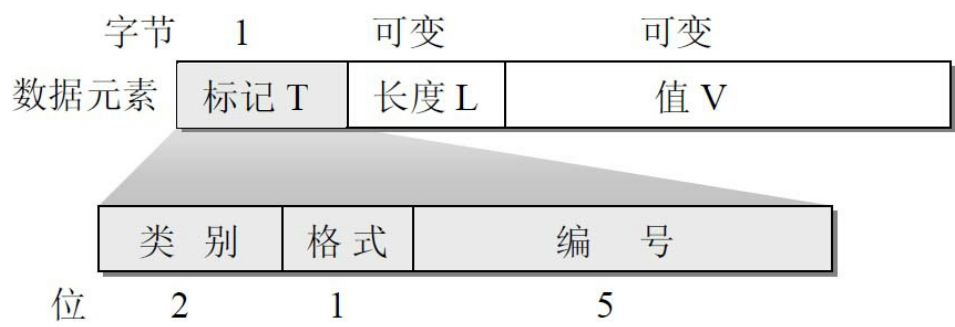 字节 1 可变 可变
数据元素 标记 T 长度 L 值 V
类 别 格 式 编 号
位 2 1 5